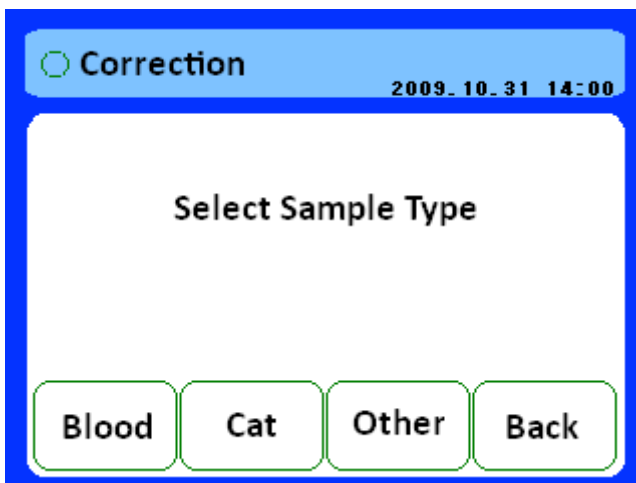 Correction
2009.10.31 14:00
Select Sample Type
Blood Cat Other Back